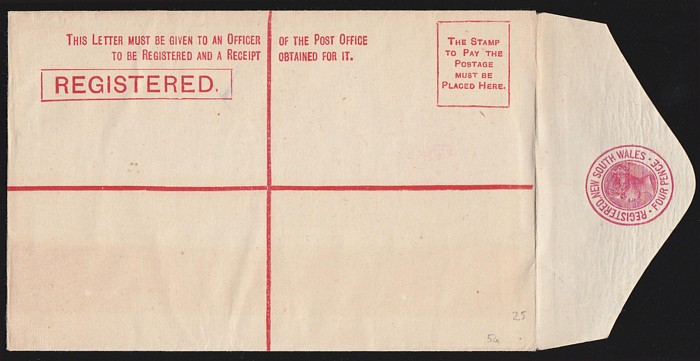 THIS LETTER MUST BE GIVEN TO AN OFFICER OF THE POST OFFICE
TO BE REGISTERED AND A RECEIPT OBTAINED FOR IT.
REGISTERED.
THE STAMP
TO PAY THE
POSTAGE
MUST BE
PLACED HERE.
REGISTERED, NEW SOUTH WALES · FOUR PENCE ·
25